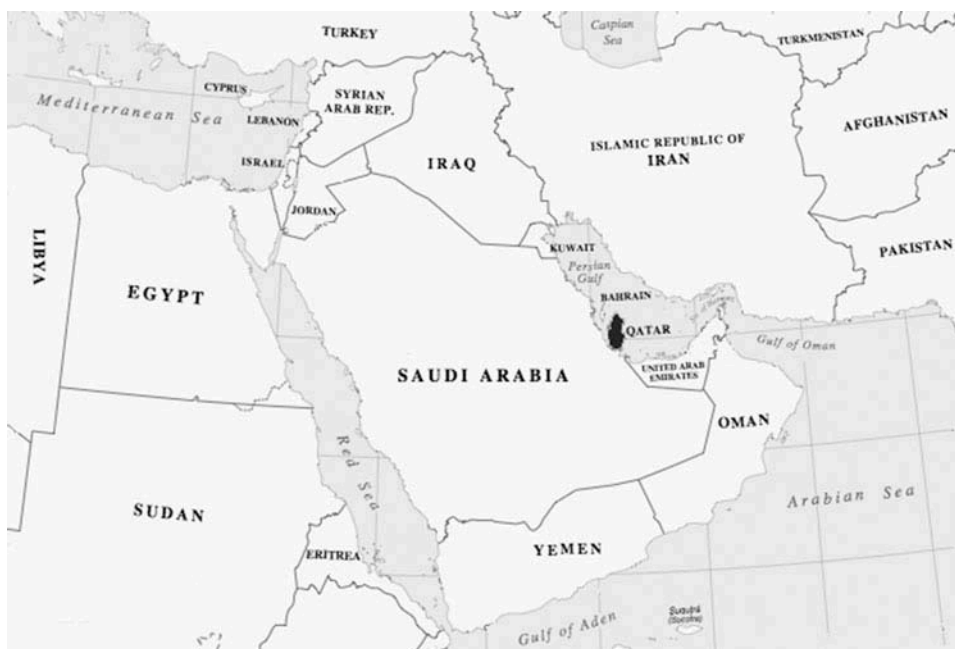 TURKEY
Caspian
Sea
TURKMENISTAN
CYPRUS
SYRIAN
ARAB REP.
Mediterranean Sea
LEBANON
AFGHANISTAN
ISLAMIC REPUBLIC OF
IRAN
ISRAEL
IRAQ
JORDAN
LIBYA
KUWAIT
PAKISTAN
Persian
Gulf
EGYPT
BAHRAIN
QATAR
Gulf of Oman
SAUDI ARABIA
UNITED ARAB
EMIRATES
OMAN
Red Sea
Arabian Sea
SUDAN
YEMEN
ERITREA
Suquţrá
(Socotra)
Gulf of Aden